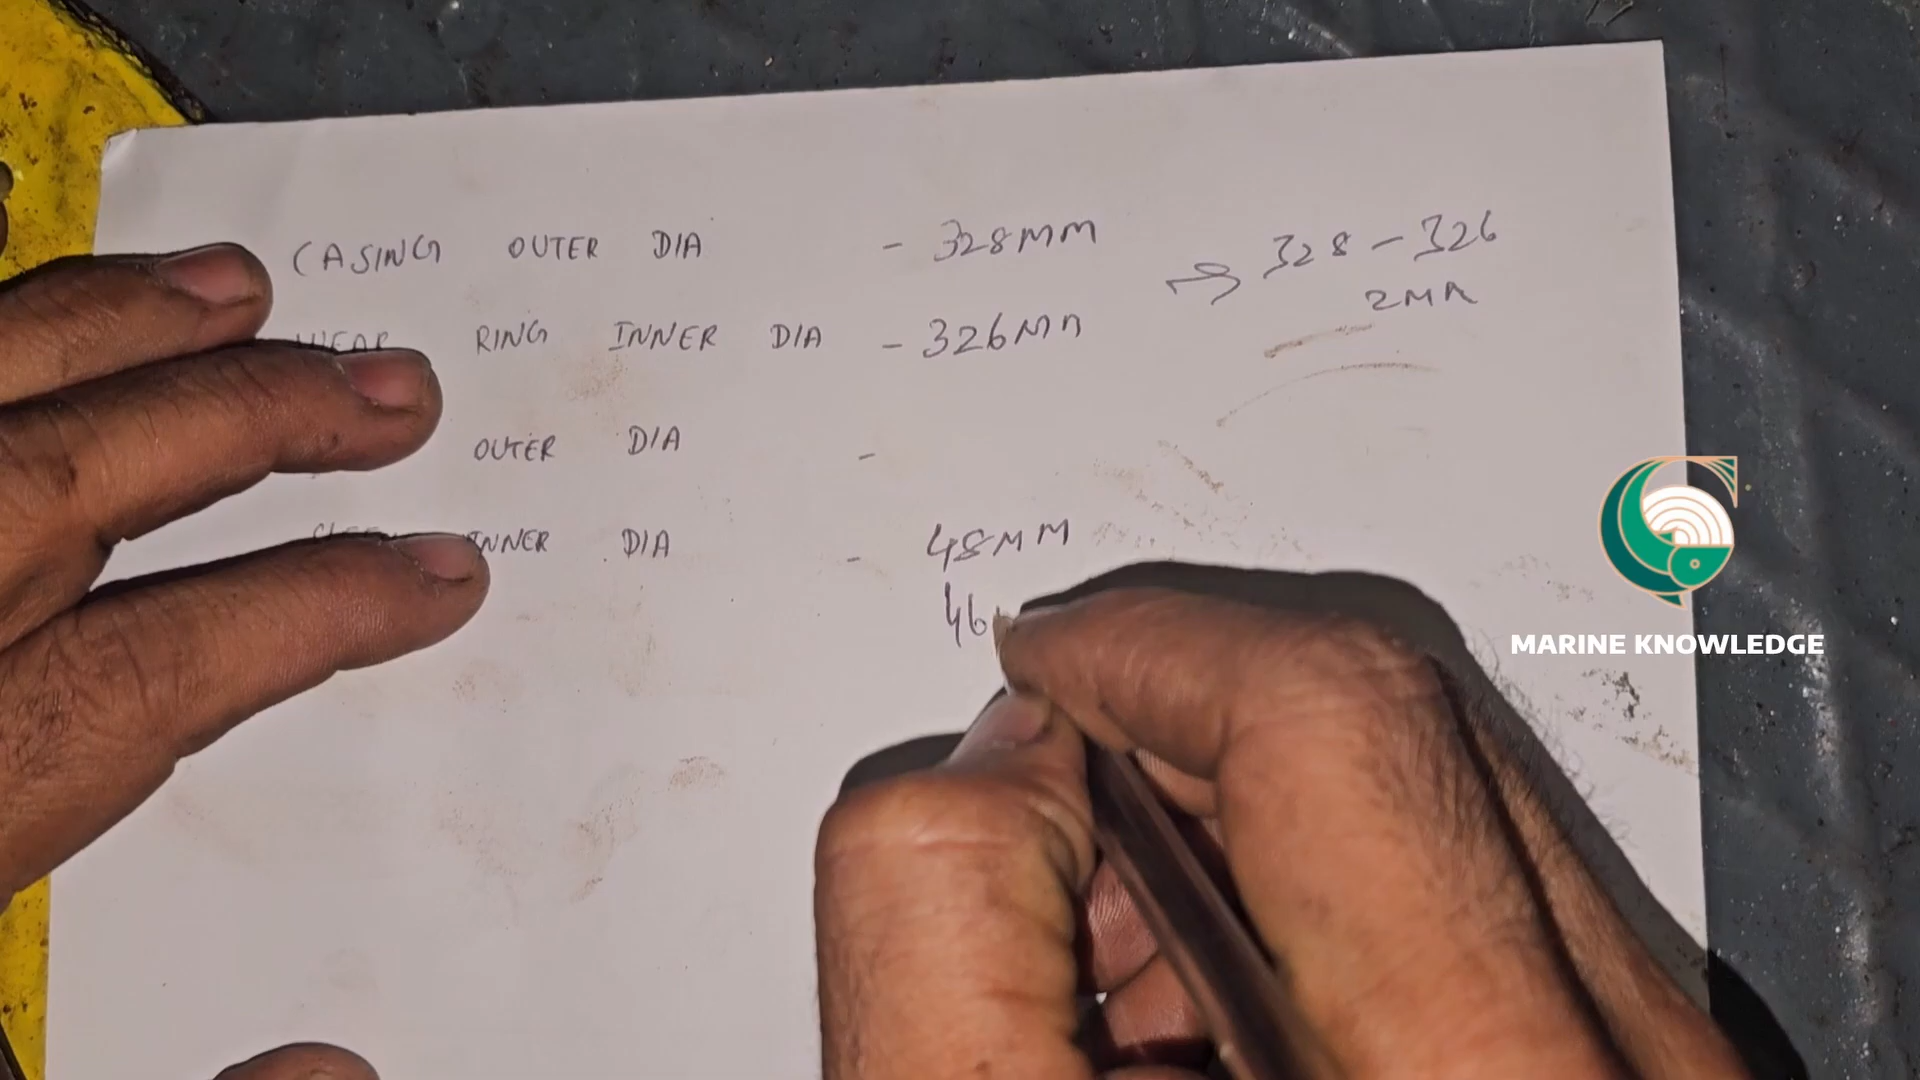 CASING OUTER DIA - 328MM
→ 328 - 326
2MM
WEAR RING INNER DIA - 326MM
OUTER DIA -
INNER DIA - 48MM
46
MARINE KNOWLEDGE